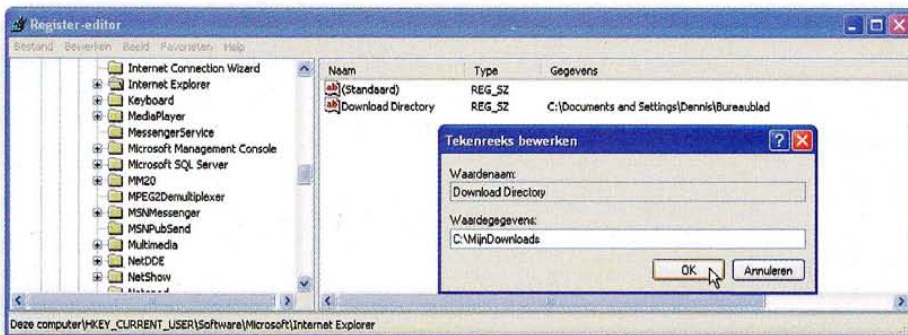 Register-editor
Bestand Bewerken Beeld Favorieten Help
Internet Connection Wizard
Internet Explorer
Keyboard
MediaPlayer
MessengerService
Microsoft Management Console
Microsoft SQL Server
MM20
MPEG2Demultiplexer
MSNMessenger
MSNPubSend
Multimedia
NetDDE
NetShow
Naam Type Gegevens
(Standaard) REG_SZ
Download Directory REG_SZ C:\Documents and Settings\Dennis\Bureaublad
Tekenreeks bewerken
Waardenaam:
Download Directory
Waardegegevens:
C:\MijnDownloads
OK Annuleren
Deze computer\HKEY_CURRENT_USER\Software\Microsoft\Internet Explorer